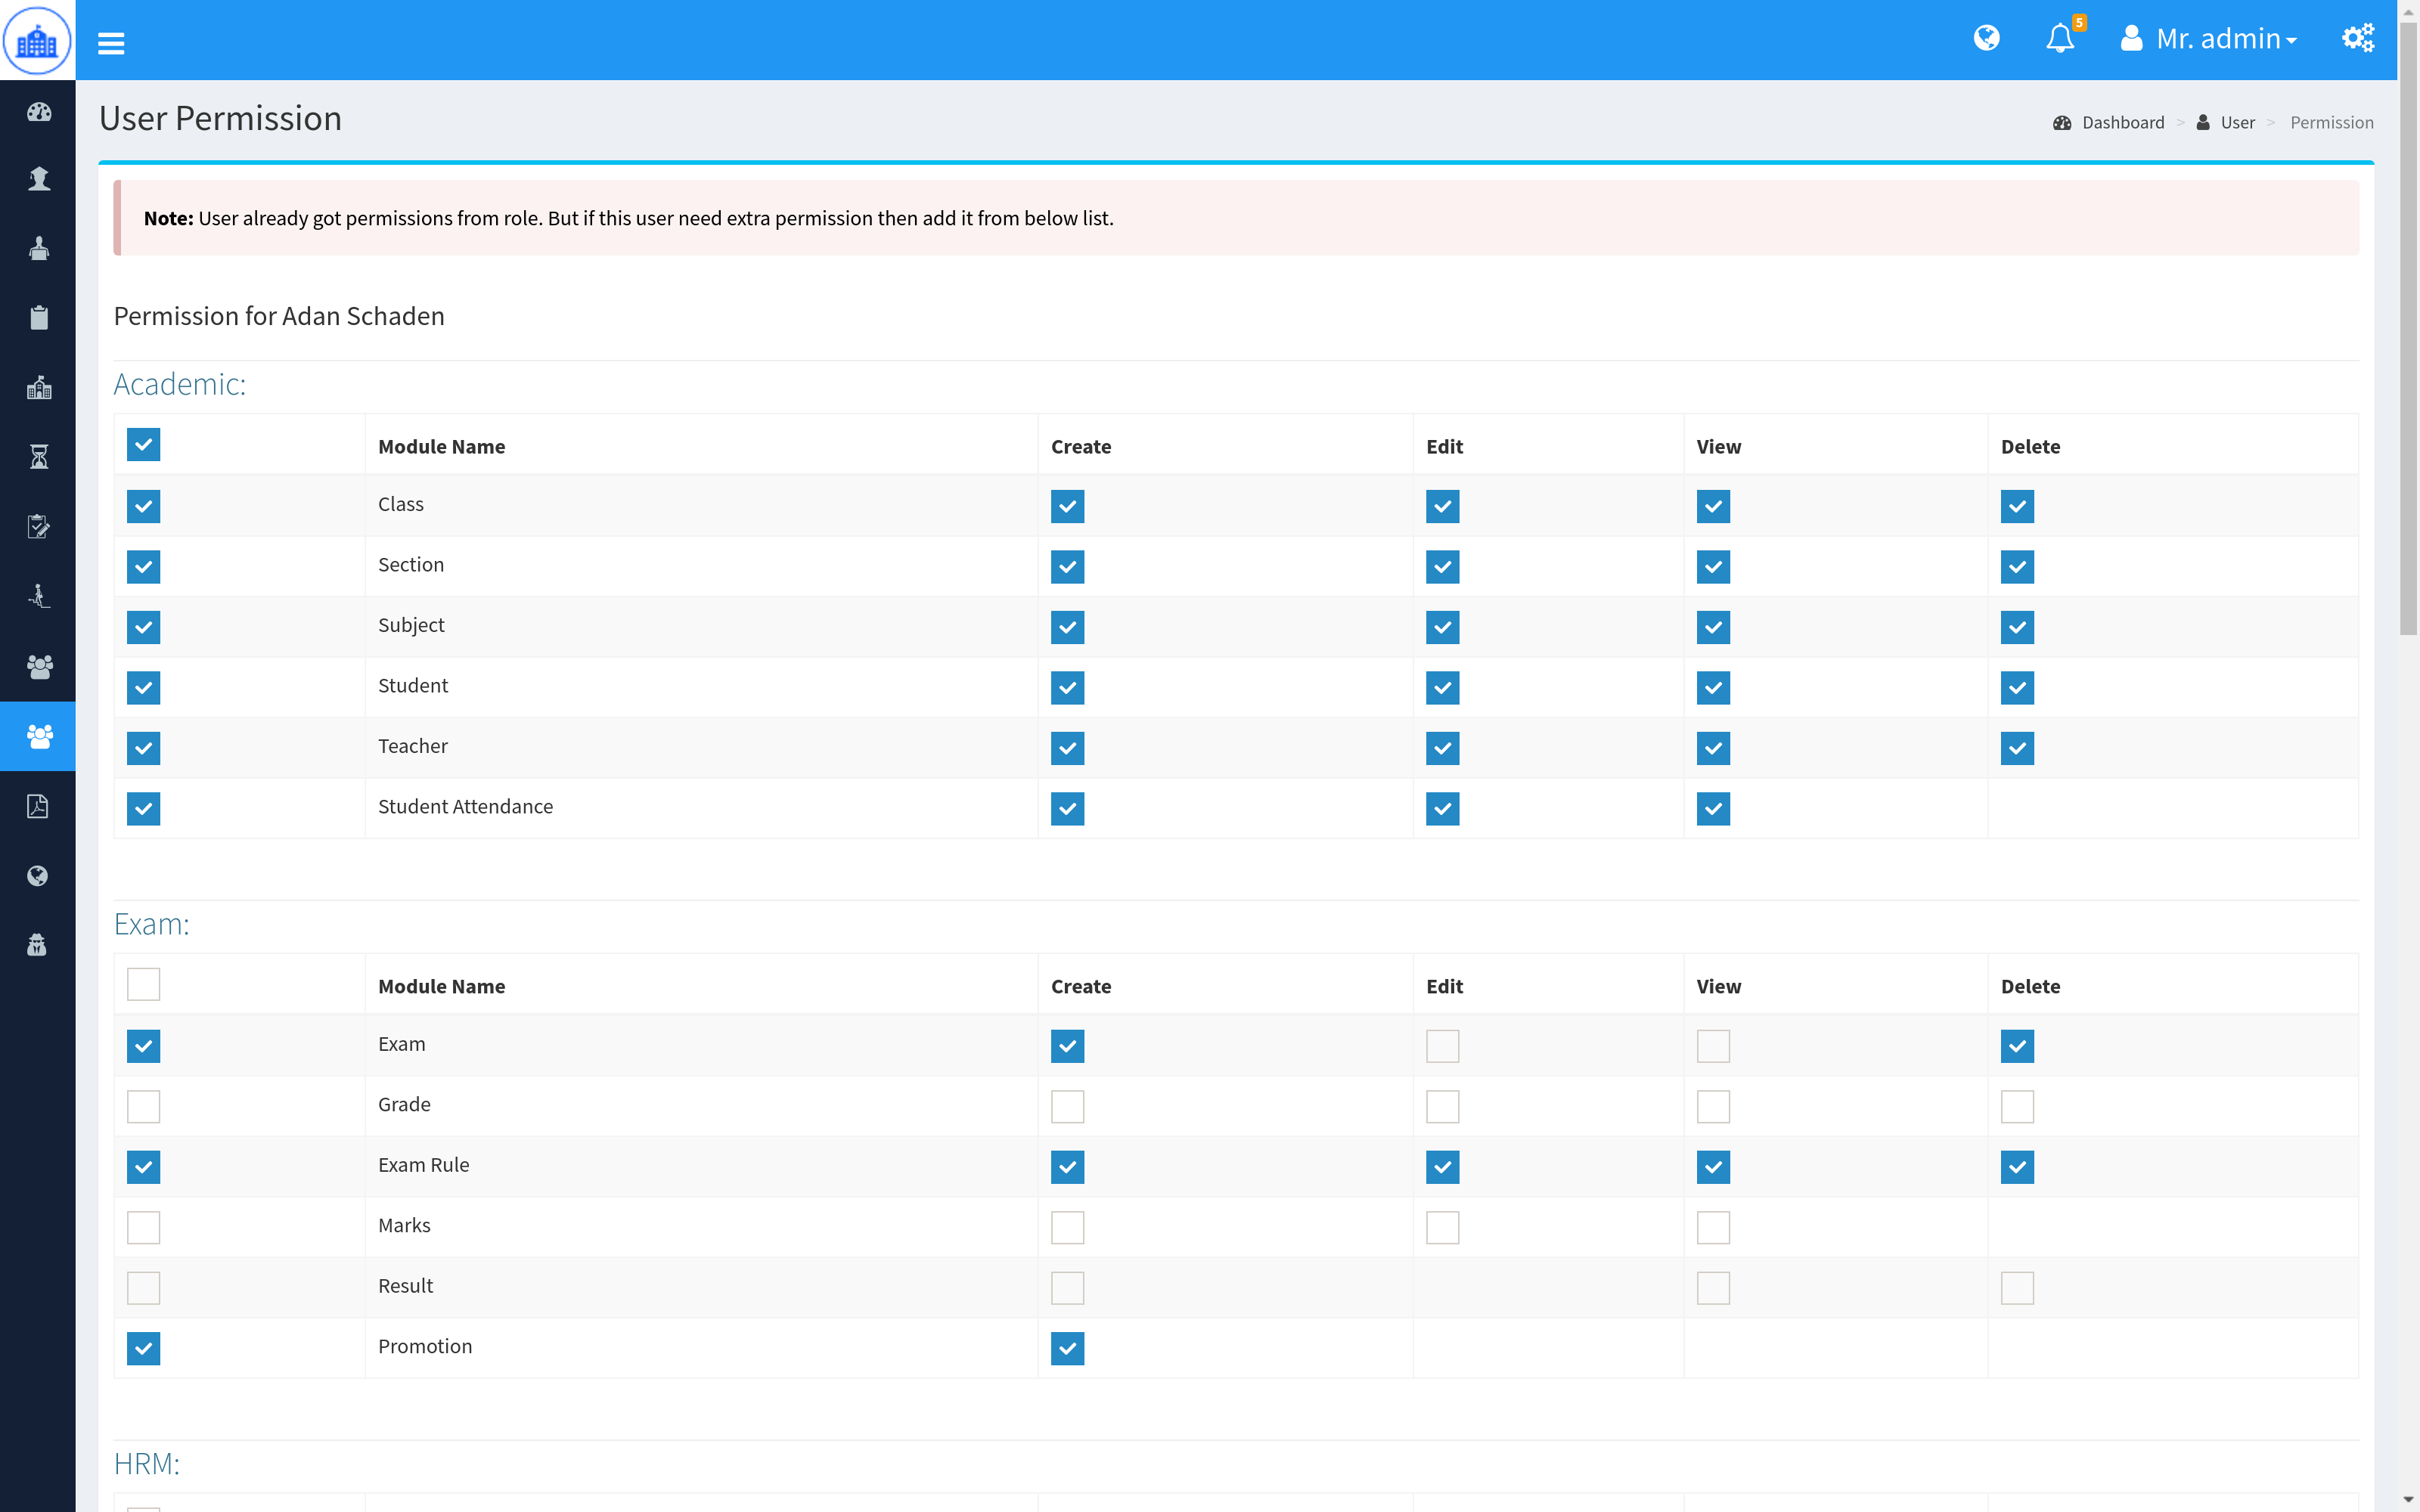 5
Mr. admin
User Permission
Dashboard > User > Permission
Note: User already got permissions from role. But if this user need extra permission then add it from below list.
Permission for Adan Schaden
Academic:
Module Name Create Edit View Delete
Class
Section
Subject
Student
Teacher
Student Attendance
Exam:
Module Name Create Edit View Delete
Exam
Grade
Exam Rule
Marks
Result
Promotion
HRM: